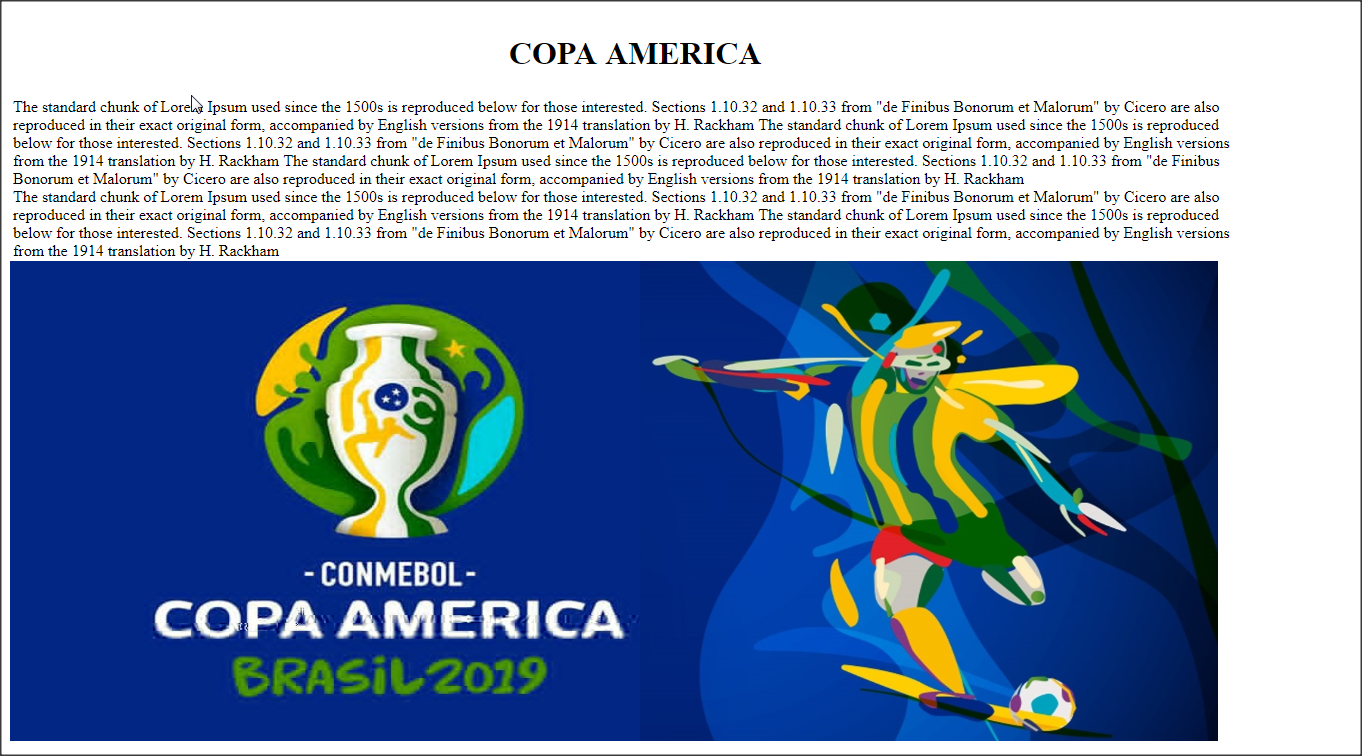 COPA AMERICA
The standard chunk of Lorem Ipsum used since the 1500s is reproduced below for those interested. Sections 1.10.32 and 1.10.33 from "de Finibus Bonorum et Malorum" by Cicero are also
reproduced in their exact original form, accompanied by English versions from the 1914 translation by H. Rackham The standard chunk of Lorem Ipsum used since the 1500s is reproduced
below for those interested. Sections 1.10.32 and 1.10.33 from "de Finibus Bonorum et Malorum" by Cicero are also reproduced in their exact original form, accompanied by English versions
from the 1914 translation by H. Rackham The standard chunk of Lorem Ipsum used since the 1500s is reproduced below for those interested. Sections 1.10.32 and 1.10.33 from "de Finibus
Bonorum et Malorum" by Cicero are also reproduced in their exact original form, accompanied by English versions from the 1914 translation by H. Rackham
The standard chunk of Lorem Ipsum used since the 1500s is reproduced below for those interested. Sections 1.10.32 and 1.10.33 from "de Finibus Bonorum et Malorum" by Cicero are also
reproduced in their exact original form, accompanied by English versions from the 1914 translation by H. Rackham The standard chunk of Lorem Ipsum used since the 1500s is reproduced
below for those interested. Sections 1.10.32 and 1.10.33 from "de Finibus Bonorum et Malorum" by Cicero are also reproduced in their exact original form, accompanied by English versions
from the 1914 translation by H. Rackham
- CONMEBOL -
COPA AMERICA
BRASiL 2019